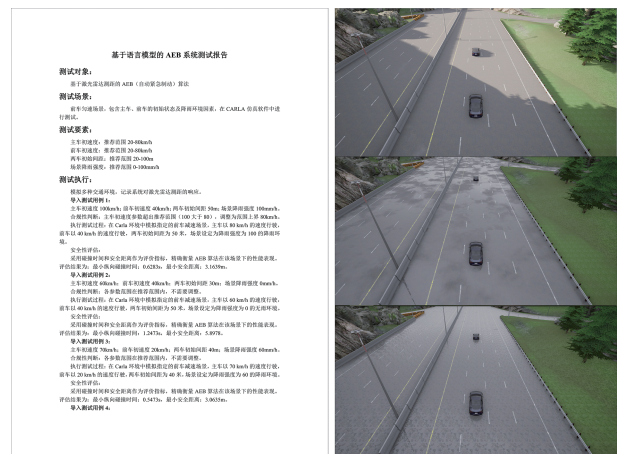 基于语言模型的 AEB 系统测试报告
测试对象：
基于激光雷达测距的 AEB（自动紧急制动）算法
测试场景：
前车匀速场景，包含主车、前车的初始状态及降雨环境因素，在 CARLA 仿真软件中进
行测试。
测试要素：
主车初速度：推荐范围 20-80km/h
前车初速度：推荐范围 20-80km/h
两车初始间距：推荐范围 20-100m
场景降雨强度：推荐范围 0-100mm/h
测试执行：
模拟多种交通环境，记录系统对激光雷达测距的响应。
导入测试用例 1：
主车初速度 100km/h；前车初速度 40km/h；两车初始间距 50m；场景降雨强度 100mm/h。
合规性判断：主车初速度参数超出推荐范围（100 大于 80），调整为范围上界 80km/h。
执行测试过程：在 Carla 环境中模拟指定的前车减速场景。主车以 80 km/h 的速度行驶，
前车以 40 km/h 的速度行驶，两车初始间距为 50 米，场景设定为降雨强度为 100 的降雨环
境。
安全性评估：
采用碰撞时间和安全距离作为评价指标，精确衡量 AEB 算法在该场景下的性能表现。
评估结果为：最小纵向碰撞时间：0.6283s，最小安全距离：3.1639m。
导入测试用例 2：
主车初速度 60km/h；前车初速度 40km/h；两车初始间距 50m；场景降雨强度 0mm/h。
合规性判断：各参数范围在推荐范围内，不需要调整。
执行测试过程：在 Carla 环境中模拟指定的前车减速场景。主车以 60 km/h 的速度行驶，
前车以 40 km/h 的速度行驶，两车初始间距为 50 米，场景设定为降雨强度为 0 的无雨环境。
安全性评估：
采用碰撞时间和安全距离作为评价指标，精确衡量 AEB 算法在该场景下的性能表现。
评估结果为：最小纵向碰撞时间：1.2473s，最小安全距离：5.8978。
导入测试用例 3：
主车初速度 70km/h；前车初速度 20km/h；两车初始间距 40m；场景降雨强度 60mm/h。
合规性判断：各参数范围在推荐范围内，不需要调整。
执行测试过程：在 Carla 环境中模拟指定的前车减速场景。主车以 70 km/h 的速度行驶，
前车以 20 km/h 的速度行驶，两车初始间距为 40 米，场景设定为降雨强度为 60 的降雨环境。
安全性评估：
采用碰撞时间和安全距离作为评价指标，精确衡量 AEB 算法在该场景下的性能表现。
评估结果为：最小纵向碰撞时间：0.5473s，最小安全距离：3.0635m。
导入测试用例 4：